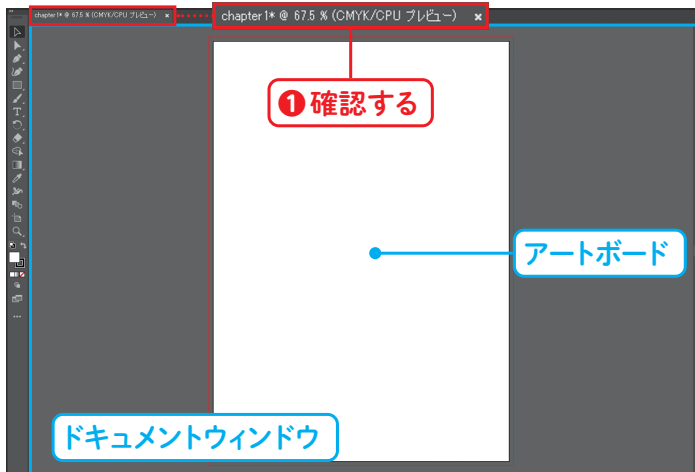 chapter1* @ 67.5 % (CMYK/CPU プレビュー) ×
chapter1* @ 67.5 % (CMYK/CPU プレビュー) ×
❶確認する
アートボード
ドキュメントウィンドウ